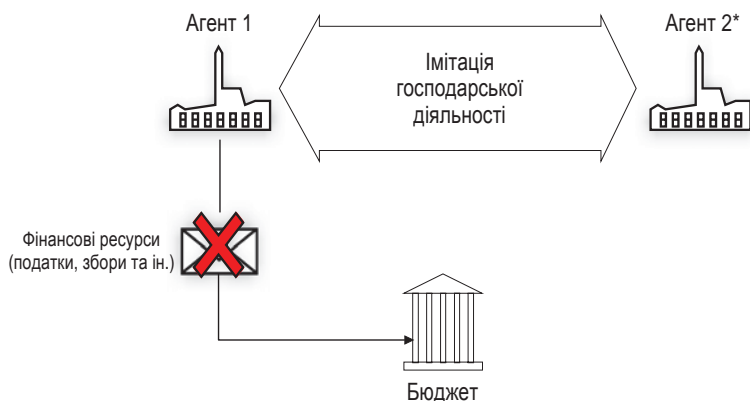 Агент 1
Агент 2*
Імітація
господарської
діяльності
Фінансові ресурси
(податки, збори та ін.)
Бюджет